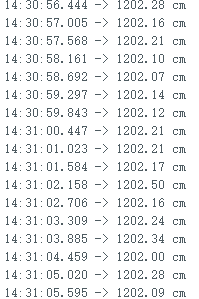 14:30:56.444 -> 1202.28 cm
14:30:57.005 -> 1202.16 cm
14:30:57.568 -> 1202.21 cm
14:30:58.161 -> 1202.10 cm
14:30:58.692 -> 1202.07 cm
14:30:59.297 -> 1202.14 cm
14:30:59.843 -> 1202.12 cm
14:31:00.447 -> 1202.21 cm
14:31:01.023 -> 1202.21 cm
14:31:01.584 -> 1202.17 cm
14:31:02.158 -> 1202.50 cm
14:31:02.706 -> 1202.16 cm
14:31:03.309 -> 1202.24 cm
14:31:03.885 -> 1202.34 cm
14:31:04.459 -> 1202.00 cm
14:31:05.020 -> 1202.28 cm
14:31:05.595 -> 1202.09 cm